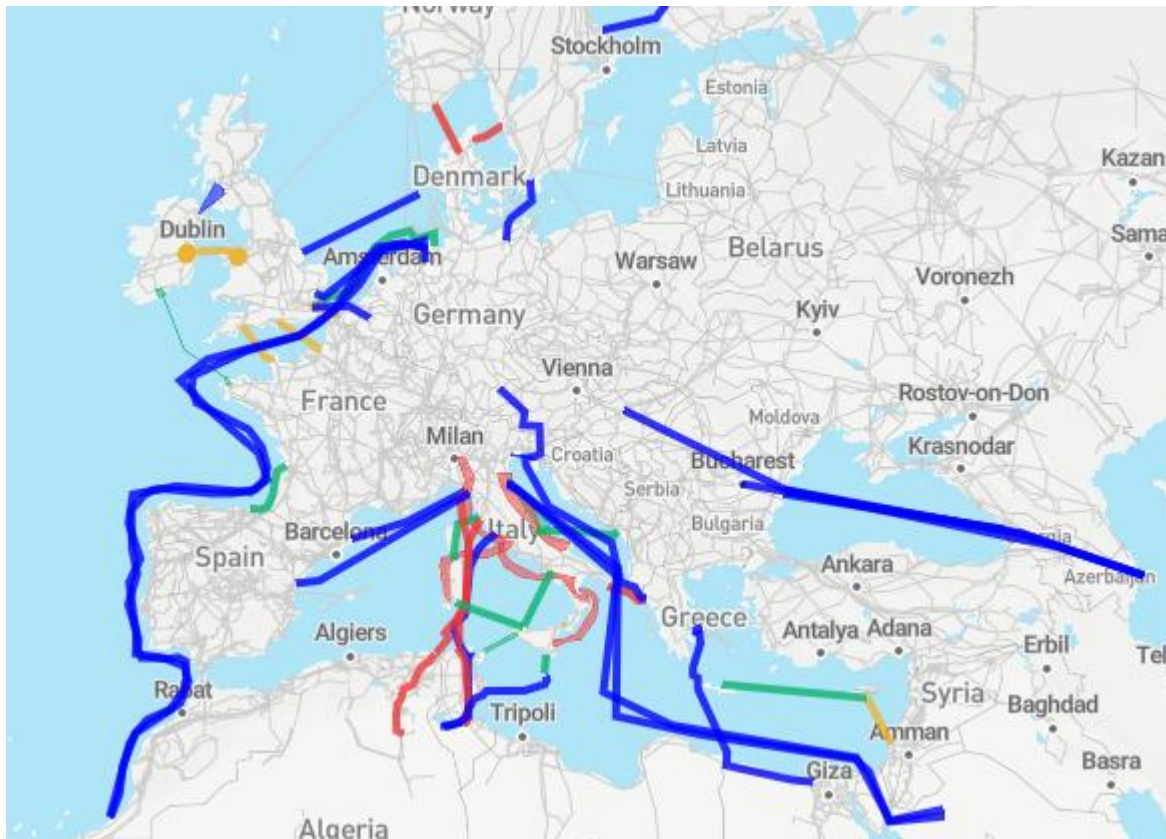 Norway
Stockholm
Estonia
Latvia
Kazan
Denmark
Lithuania
Dublin
Belarus
Sama
Amsterdam
Warsaw
Voronezh
Germany
Kyiv
Vienna
France
Rostov-on-Don
Moldova
Milan
Croatia
Krasnodar
Bucharest
Serbia
Barcelona
Italy
Bulgaria
Spain
Ankara
Azerbaijan
Greece
Algiers
Antalya
Adana
Erbil
Tel
Rabat
Syria
Tripoli
Baghdad
Amman
Giza
Basra
Algeria